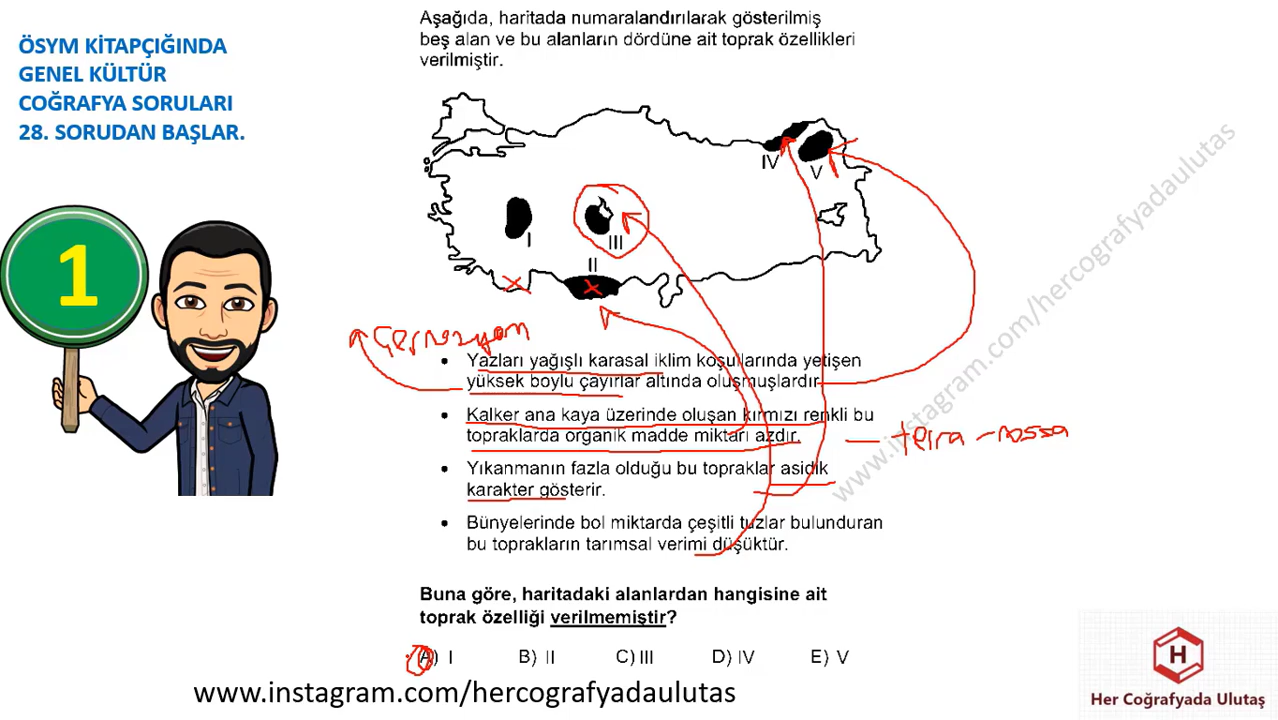 ÖSYM KİTAPÇIĞINDA
GENEL KÜLTÜR
COĞRAFYA SORULARI
28. SORUDAN BAŞLAR.
1
Aşağıda, haritada numaralandırılarak gösterilmiş
beş alan ve bu alanların dördüne ait toprak özellikleri
verilmiştir.
IV
V
I
III
II
Çernezyom
• Yazları yağışlı karasal iklim koşullarında yetişen
yüksek boylu çayırlar altında oluşmuşlardır.
• Kalker ana kaya üzerinde oluşan kırmızı renkli bu
topraklarda organik madde miktarı azdır.
terra-rossa
• Yıkanmanın fazla olduğu bu topraklar asidik
karakter gösterir.
• Bünyelerinde bol miktarda çeşitli tuzlar bulunduran
bu toprakların tarımsal verimi düşüktür.
Buna göre, haritadaki alanlardan hangisine ait
toprak özelliği verilmemiştir?
A) I B) II C) III D) IV E) V
www.instagram.com/hercografyadaulutas
www.instagram.com/hercografyadaulutas
H
Her Coğrafyada Ulutaş